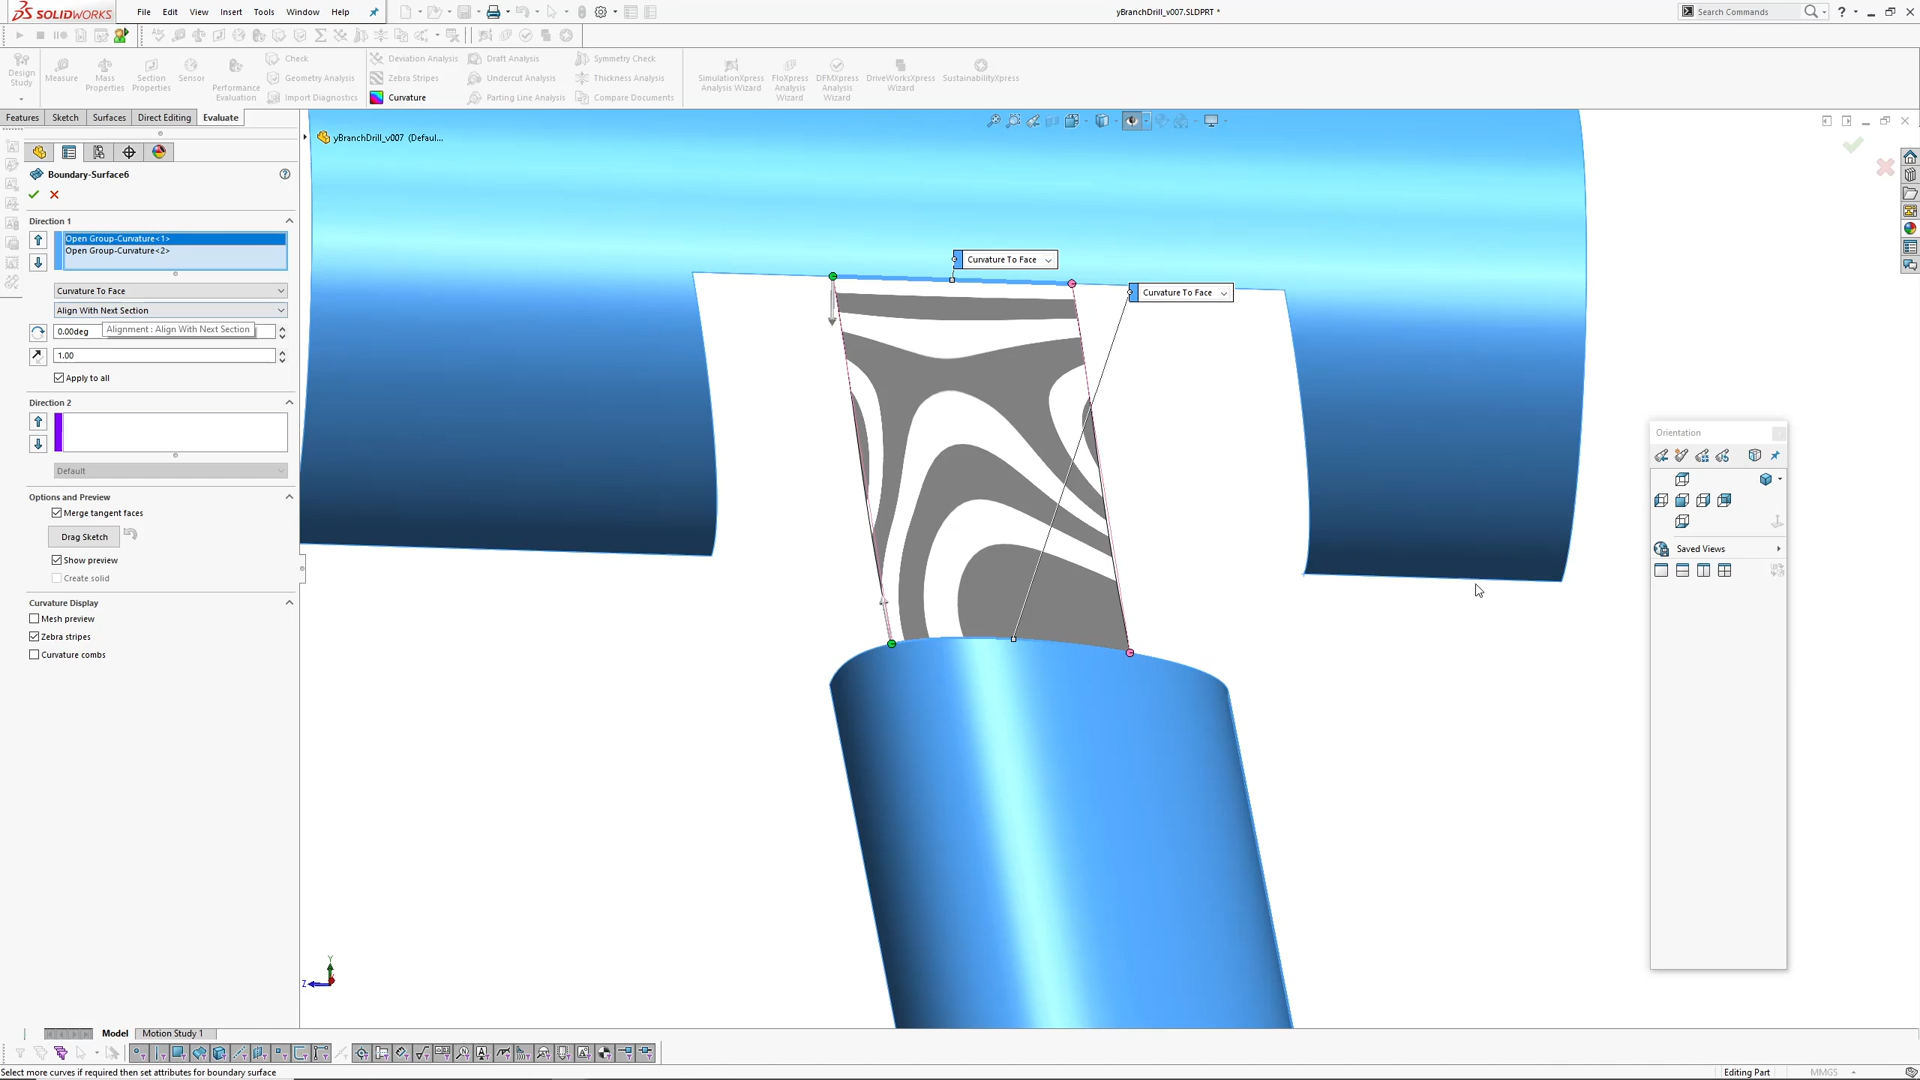 SOLIDWORKS File Edit View Insert Tools Window Help yBranchDrill_v007.SLDPRT * Search Commands
Design Study
Measure
Mass Properties
Section Properties
Sensor
Performance Evaluation
Check
Geometry Analysis
Import Diagnostics
Deviation Analysis
Zebra Stripes
Curvature
Draft Analysis
Undercut Analysis
Parting Line Analysis
Symmetry Check
Thickness Analysis
Compare Documents
SimulationXpress Analysis Wizard
FloXpress Analysis Wizard
DFMXpress Analysis Wizard
DriveWorksXpress Wizard
SustainabilityXpress
Features Sketch Surfaces Direct Editing Evaluate
yBranchDrill_v007 (Defaul...
Boundary-Surface6
Direction 1
Open Group-Curvature<1>
Open Group-Curvature<2>
Curvature To Face
Align With Next Section
0.00deg
Alignment : Align With Next Section
1.00
Apply to all
Direction 2
Default
Options and Preview
Merge tangent faces
Drag Sketch
Show preview
Create solid
Curvature Display
Mesh preview
Zebra stripes
Curvature combs
Curvature To Face
Curvature To Face
Orientation
Saved Views
Y
Z
Model Motion Study 1
Select more curves if required then set attributes for boundary surface
Editing Part MMGS